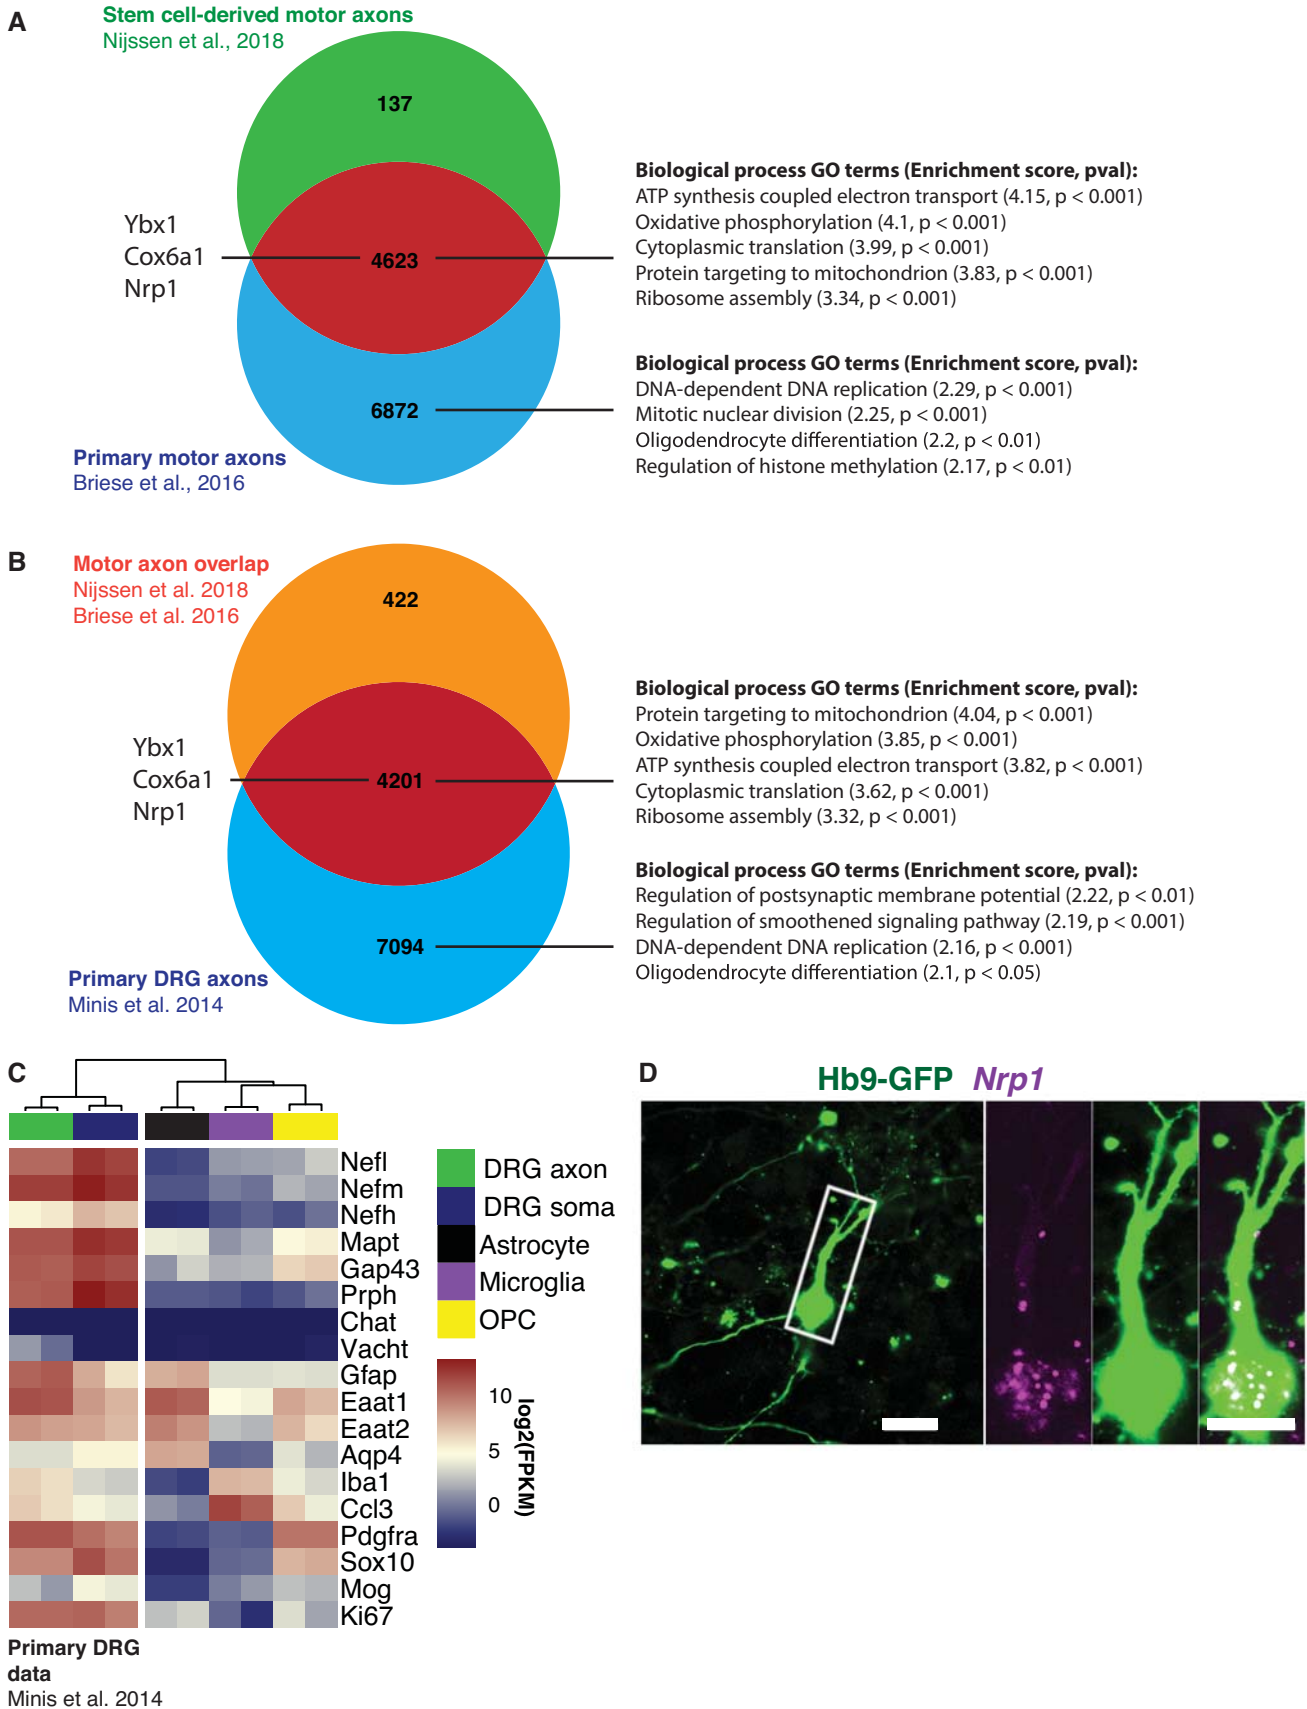 A
Stem cell-derived motor axons
Nijssen et al., 2018
137
Ybx1
Cox6a1
Nrp1
4623
Biological process GO terms (Enrichment score, pval):
ATP synthesis coupled electron transport (4.15, p < 0.001)
Oxidative phosphorylation (4.1, p < 0.001)
Cytoplasmic translation (3.99, p < 0.001)
Protein targeting to mitochondrion (3.83, p < 0.001)
Ribosome assembly (3.34, p < 0.001)
6872
Biological process GO terms (Enrichment score, pval):
DNA-dependent DNA replication (2.29, p < 0.001)
Mitotic nuclear division (2.25, p < 0.001)
Oligodendrocyte differentiation (2.2, p < 0.01)
Regulation of histone methylation (2.17, p < 0.01)
Primary motor axons
Briese et al., 2016
B
Motor axon overlap
Nijssen et al. 2018
Briese et al. 2016
422
Ybx1
Cox6a1
Nrp1
4201
Biological process GO terms (Enrichment score, pval):
Protein targeting to mitochondrion (4.04, p < 0.001)
Oxidative phosphorylation (3.85, p < 0.001)
ATP synthesis coupled electron transport (3.82, p < 0.001)
Cytoplasmic translation (3.62, p < 0.001)
Ribosome assembly (3.32, p < 0.001)
7094
Biological process GO terms (Enrichment score, pval):
Regulation of postsynaptic membrane potential (2.22, p < 0.01)
Regulation of smoothened signaling pathway (2.19, p < 0.001)
DNA-dependent DNA replication (2.16, p < 0.001)
Oligodendrocyte differentiation (2.1, p < 0.05)
Primary DRG axons
Minis et al. 2014
C
Nefl
Nefm
Nefh
Mapt
Gap43
Prph
Chat
Vacht
Gfap
Eaat1
Eaat2
Aqp4
Iba1
Ccl3
Pdgfra
Sox10
Mog
Ki67
DRG axon
DRG soma
Astrocyte
Microglia
OPC
10
5
0
log2(FPKM)
Primary DRG
data
Minis et al. 2014
D
Hb9-GFP Nrp1